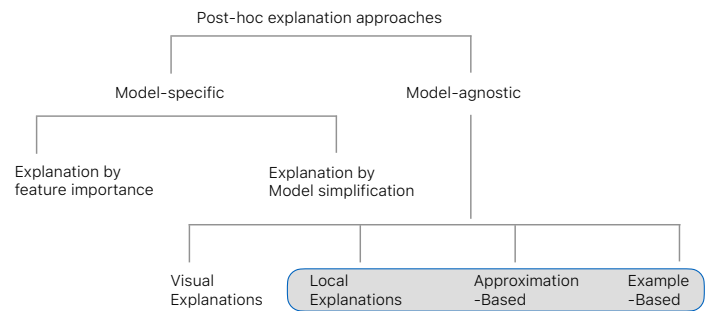 Post-hoc explanation approaches
Model-specific
Model-agnostic
Explanation by
feature importance
Explanation by
Model simplification
Visual
Explanations
Local
Explanations
Approximation
-Based
Example
-Based